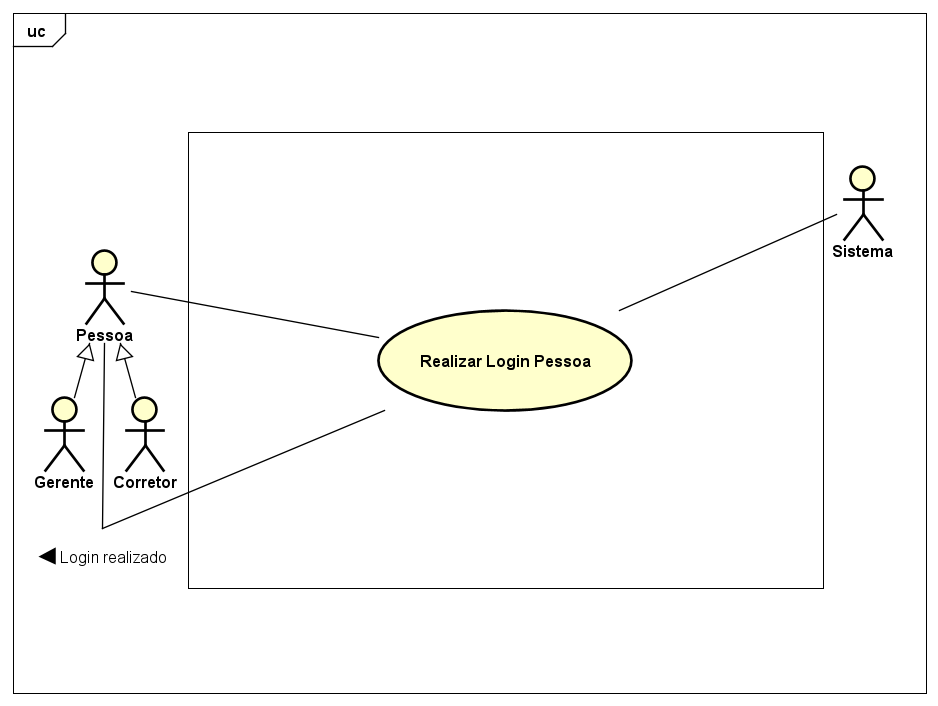 uc
Sistema
Pessoa
Realizar Login Pessoa
Gerente
Corretor
Login realizado